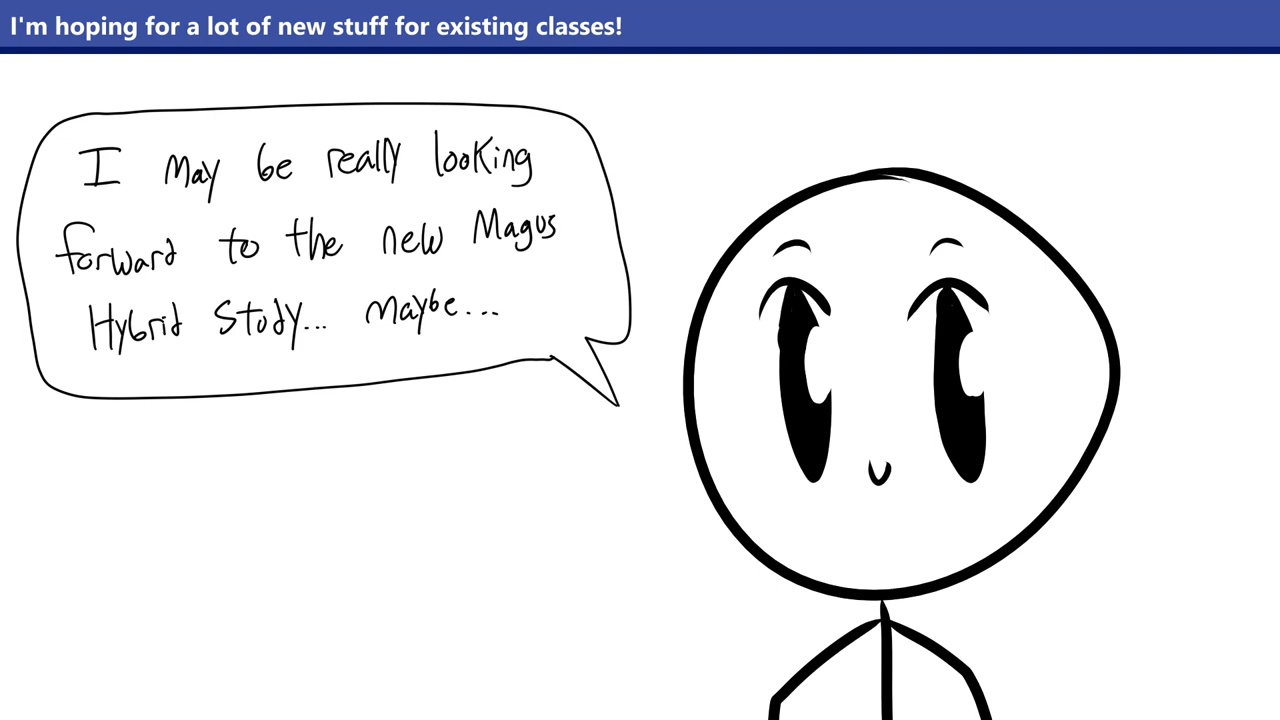 I'm hoping for a lot of new stuff for existing classes!
I may be really looking
forward to the new Magus
Hybrid Study... maybe...